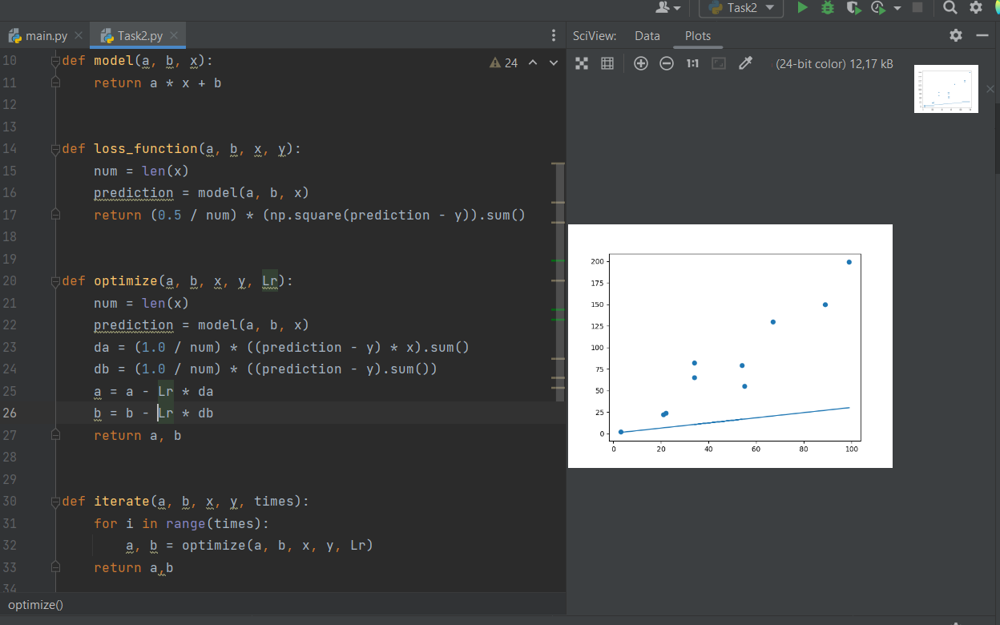 Task2
main.py
Task2.py
SciView:
Data
Plots
10 def model(a, b, x):
24
11     return a * x + b
12
13
14 def loss_function(a, b, x, y):
15     num = len(x)
16     prediction = model(a, b, x)
17     return (0.5 / num) * (np.square(prediction - y)).sum()
18
19
20 def optimize(a, b, x, y, Lr):
21     num = len(x)
22     prediction = model(a, b, x)
23     da = (1.0 / num) * ((prediction - y) * x).sum()
24     db = (1.0 / num) * ((prediction - y).sum())
25     a = a - Lr * da
26     b = b - Lr * db
27     return a, b
28
29
30 def iterate(a, b, x, y, times):
31     for i in range(times):
32         a, b = optimize(a, b, x, y, Lr)
33     return a,b
34
optimize()
1:1
(24-bit color) 12,17 kB
200
175
150
125
100
75
50
25
0
0 20 40 60 80 100